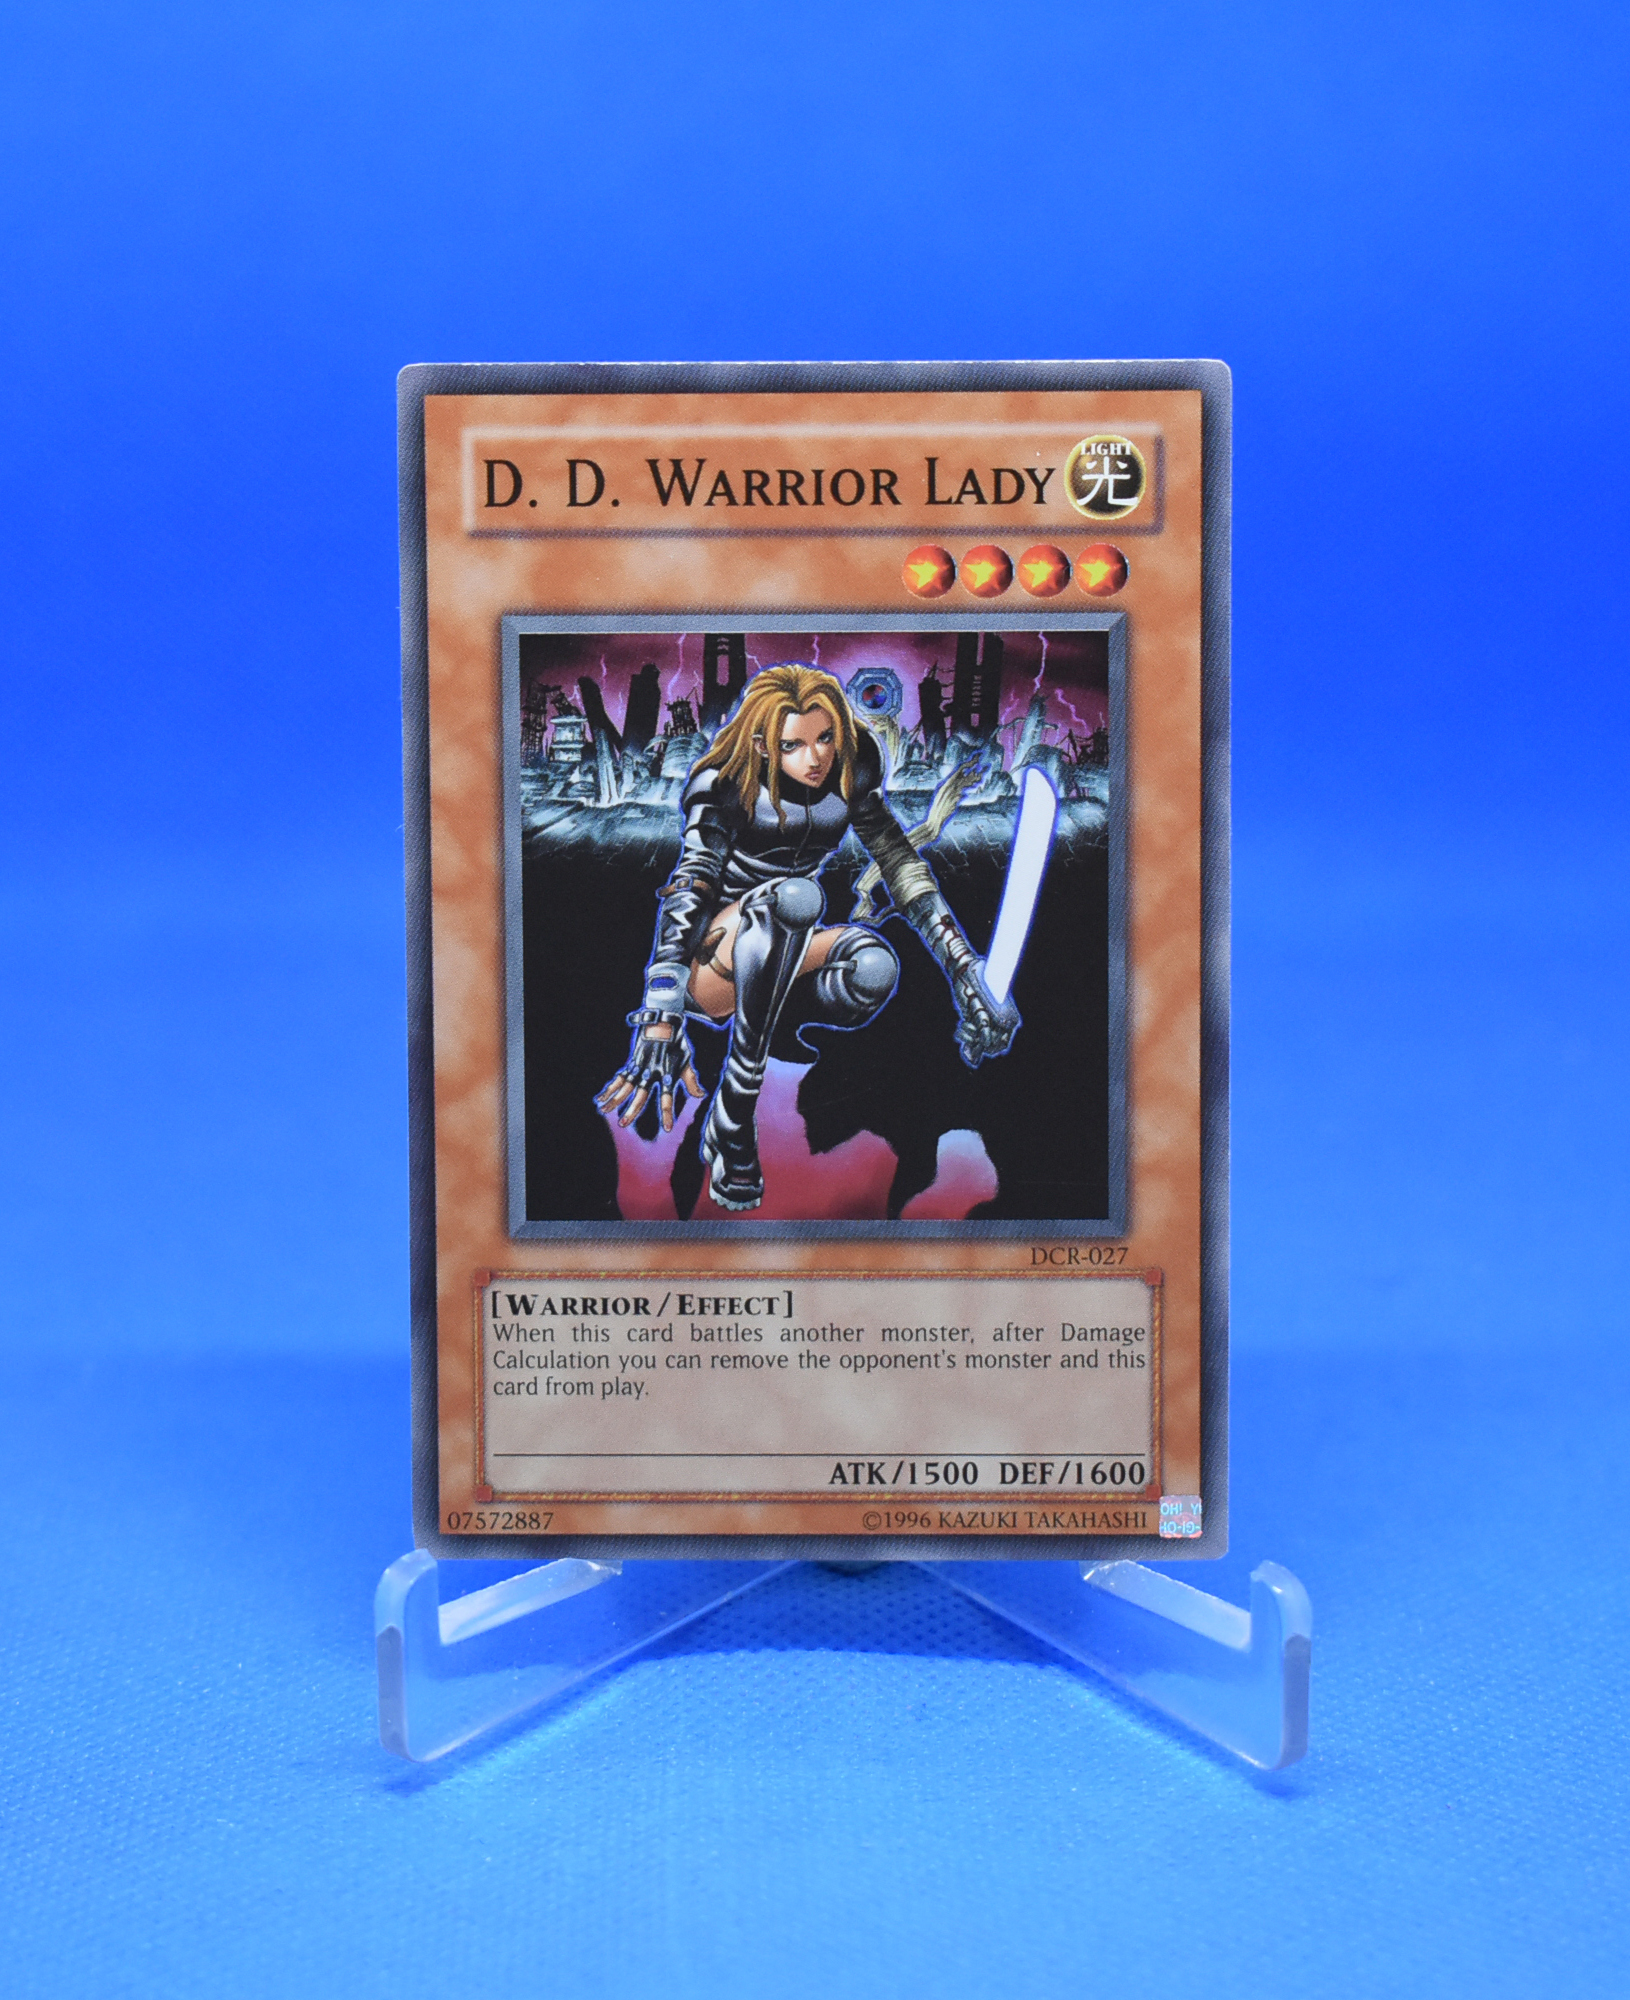 D. D. WARRIOR LADY
LIGHT
光
DCR-027
[WARRIOR/EFFECT]
When this card battles another monster, after Damage
Calculation you can remove the opponent's monster and this
card from play.
ATK/1500 DEF/1600
07572887
©1996 KAZUKI TAKAHASHI